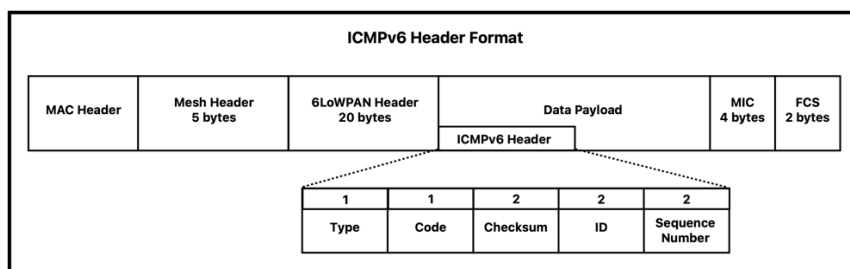 ICMPv6 Header Format
MAC Header
Mesh Header
5 bytes
6LoWPAN Header
20 bytes
Data Payload
MIC
4 bytes
FCS
2 bytes
ICMPv6 Header
1 1 2 2 2
Type Code Checksum ID Sequence
Number